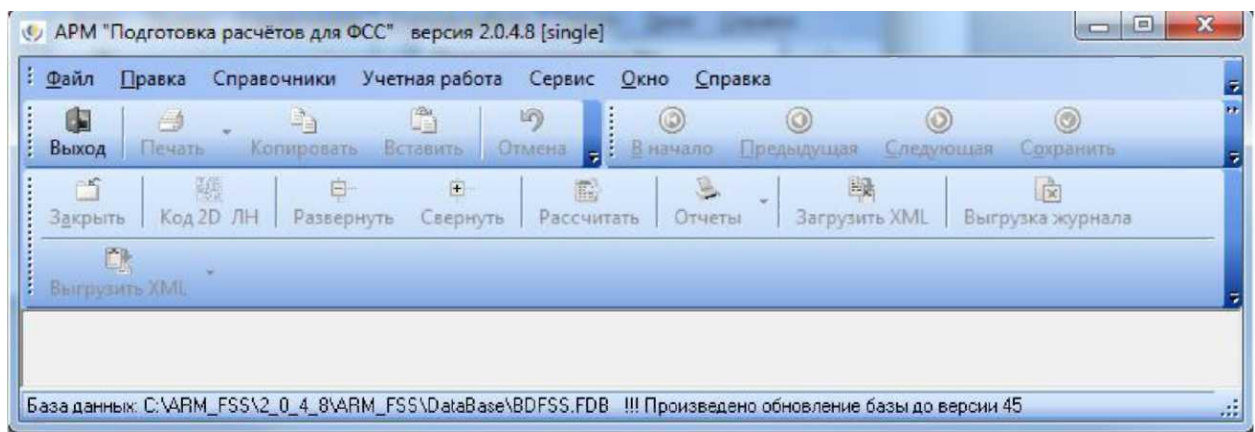 АРМ "Подготовка расчётов для ФСС" версия 2.0.4.8 [single]
Файл Правка Справочники Учетная работа Сервис Окно Справка
Выход Печать Копировать Вставить Отмена В начало Предыдущая Следующая Сохранить
Закрыть Код 2D ЛН Развернуть Свернуть Рассчитать Отчеты Загрузить XML Выгрузка журнала
Выгрузить XML
База данных: C:\ARM_FSS\2_0_4_8\ARM_FSS\DataBase\BDFSS.FDB !!! Произведено обновление базы до версии 45